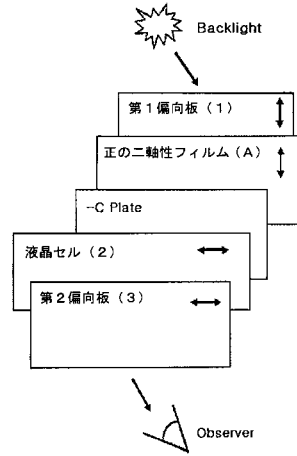 Backlight
第1偏向板（1）
正の二軸性フィルム（A）
−C Plate
液晶セル（2）
第2偏向板（3）
Observer